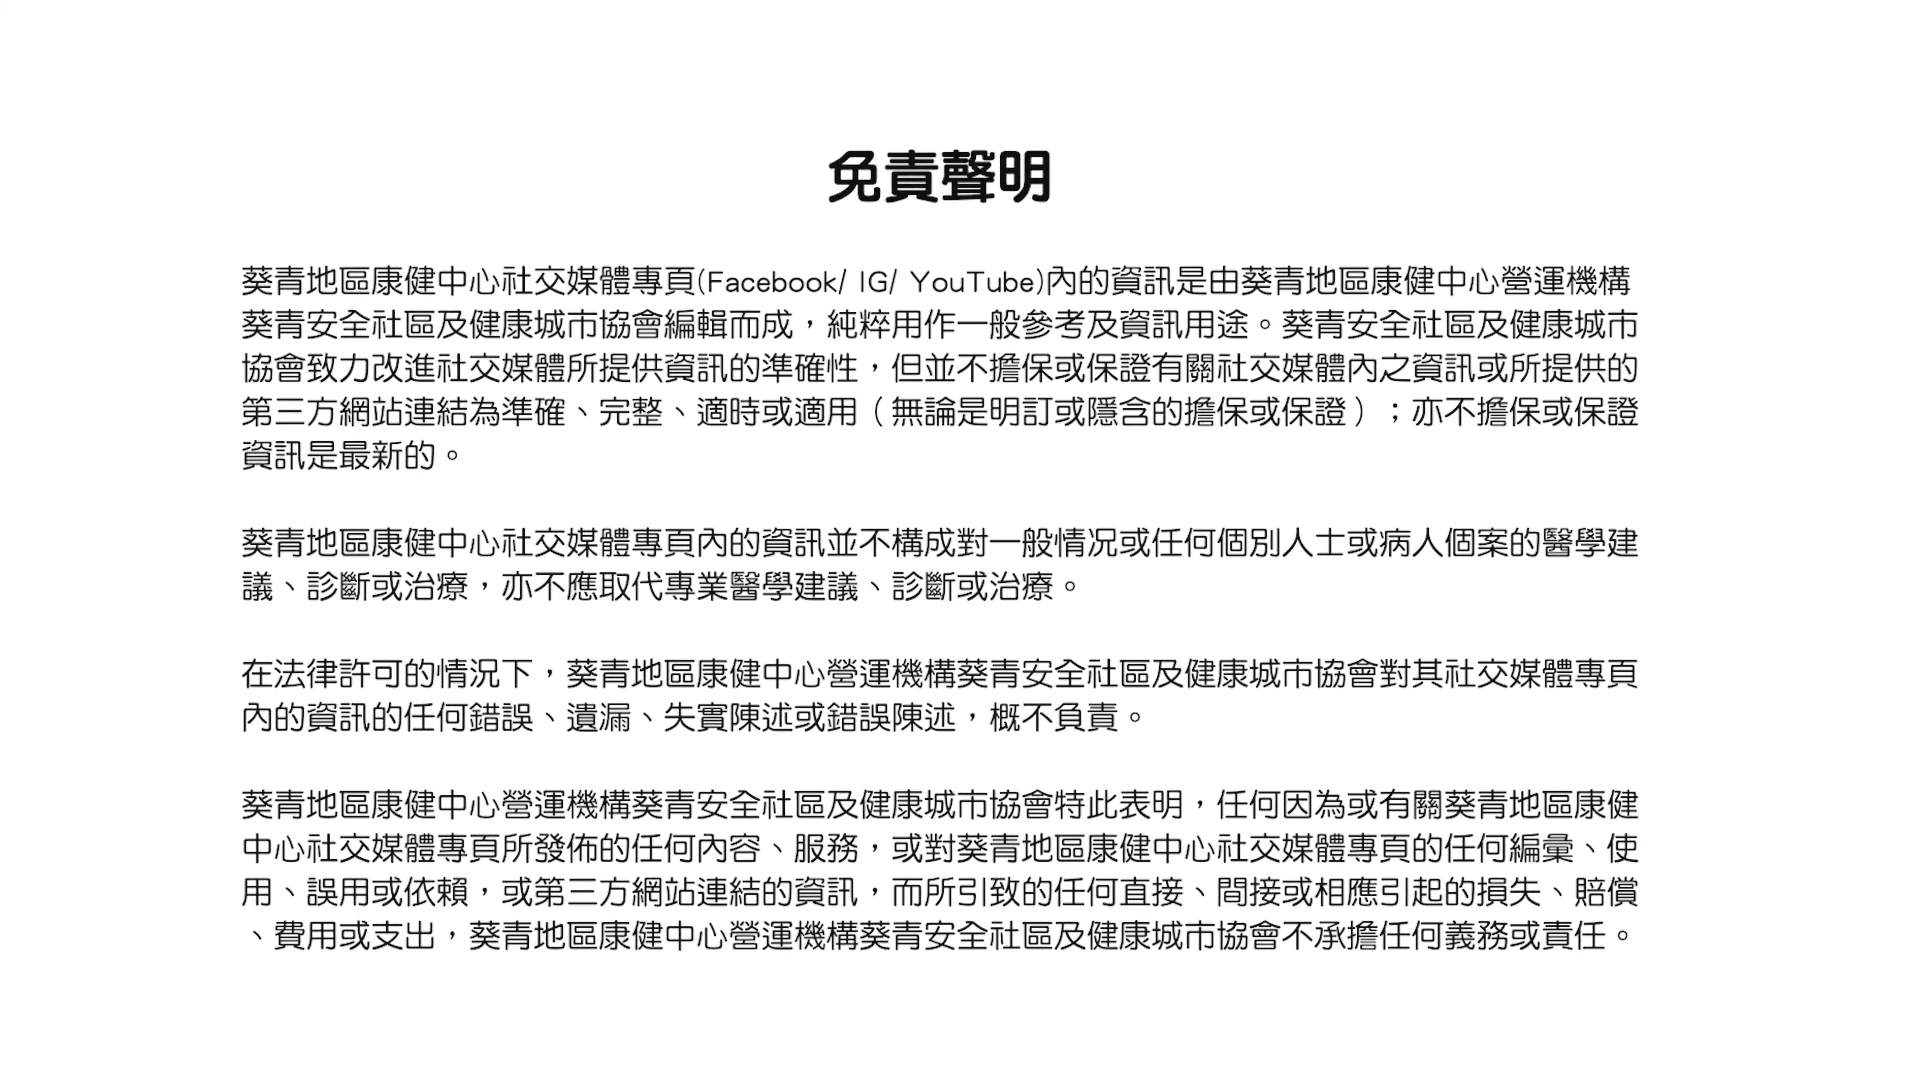 免責聲明
葵青地區康健中心社交媒體專頁(Facebook/ IG/ YouTube)內的資訊是由葵青地區康健中心營運機構
葵青安全社區及健康城市協會編輯而成，純粹用作一般參考及資訊用途。葵青安全社區及健康城市
協會致力改進社交媒體所提供資訊的準確性，但並不擔保或保證有關社交媒體內之資訊或所提供的
第三方網站連結為準確、完整、適時或適用（無論是明訂或隱含的擔保或保證）；亦不擔保或保證
資訊是最新的。
葵青地區康健中心社交媒體專頁內的資訊並不構成對一般情況或任何個別人士或病人個案的醫學建
議、診斷或治療，亦不應取代專業醫學建議、診斷或治療。
在法律許可的情況下，葵青地區康健中心營運機構葵青安全社區及健康城市協會對其社交媒體專頁
內的資訊的任何錯誤、遺漏、失實陳述或錯誤陳述，概不負責。
葵青地區康健中心營運機構葵青安全社區及健康城市協會特此表明，任何因為或有關葵青地區康健
中心社交媒體專頁所發佈的任何內容、服務，或對葵青地區康健中心社交媒體專頁的任何編彙、使
用、誤用或依賴，或第三方網站連結的資訊，而所引致的任何直接、間接或相應引起的損失、賠償
、費用或支出，葵青地區康健中心營運機構葵青安全社區及健康城市協會不承擔任何義務或責任。